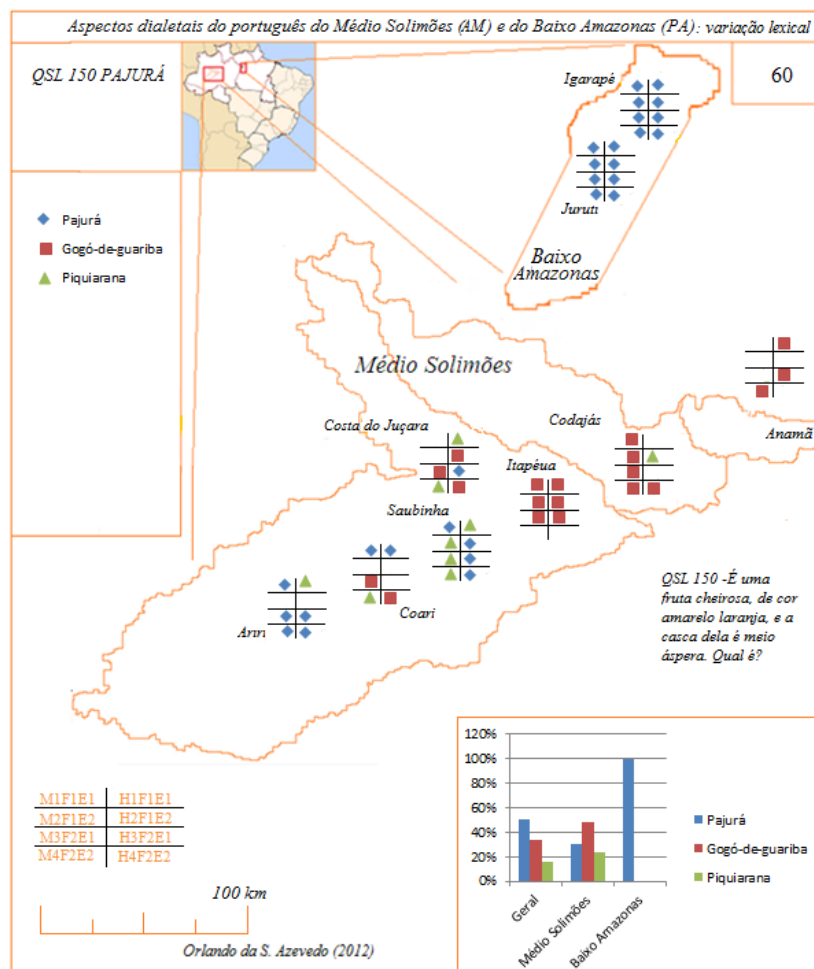 Aspectos dialetais do português do Médio Solimões (AM) e do Baixo Amazonas (PA): variação lexical
QSL 150 PAJURÁ
60
Igarapé
Juruti
Baixo
Amazonas
Pajurá
Gogó-de-guariba
Piquiarana
Médio Solimões
Costa do Juçara
Codajás
Anamã
Itapéua
Saubinha
Coari
Ariri
QSL 150 -É uma
fruta cheirosa, de cor
amarelo laranja, e a
casca dela é meio
áspera. Qual é?
M1F1E1 H1F1E1
M2F1E2 H2F1E2
M3F2E1 H3F2E1
M4F2E2 H4F2E2
100 km
Orlando da S. Azevedo (2012)
120%
100%
80%
60%
40%
20%
0%
Geral
Médio Solimões
Baixo Amazonas
Pajurá
Gogó-de-guariba
Piquiarana